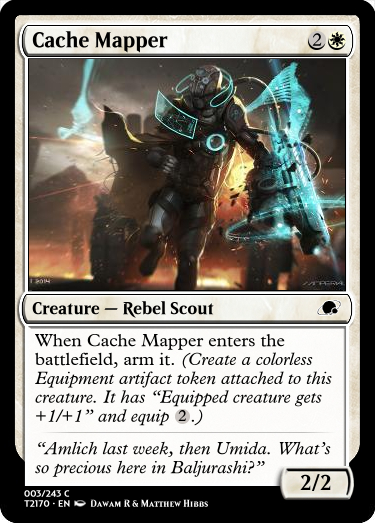 Cache Mapper
2
2014
Creature — Rebel Scout
When Cache Mapper enters the
battlefield, arm it. (Create a colorless
Equipment artifact token attached to this
creature. It has “Equipped creature gets
+1/+1” and equip 2.)
“Amlich last week, then Umida. What’s
so precious here in Baljurashi?”
2/2
003/243 C
T2170 • EN Dawam R & Matthew Hibbs